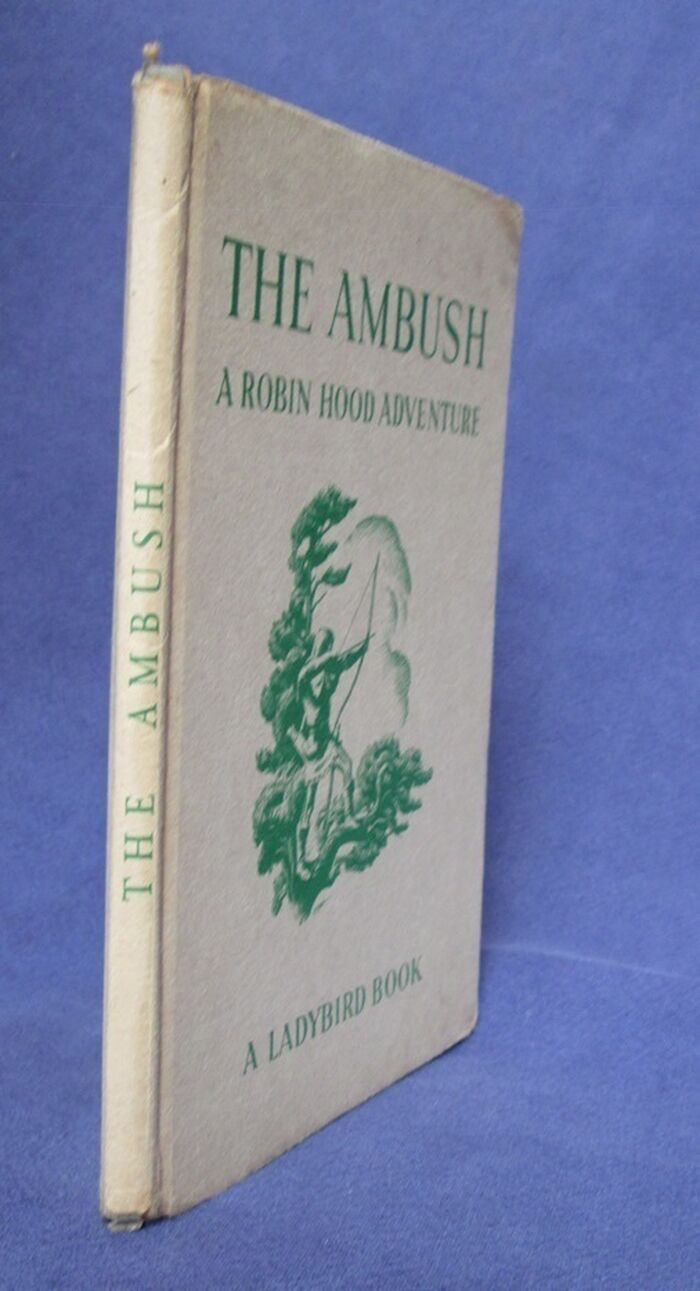 THE AMBUSH
THE AMBUSH
A ROBIN HOOD ADVENTURE
A LADYBIRD BOOK